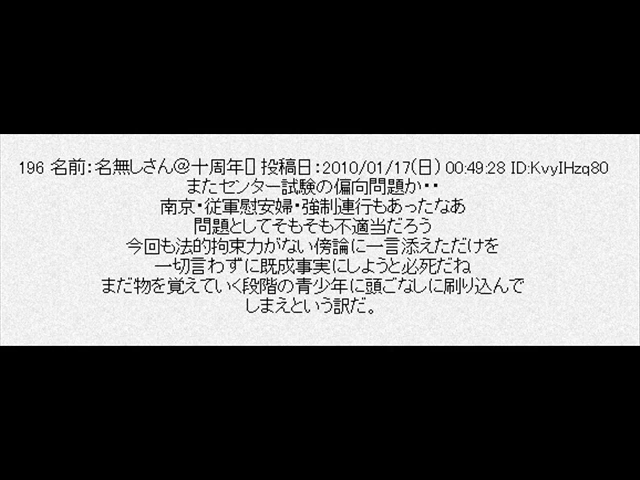 196 名前:名無しさん@十周年[] 投稿日:2010/01/17(日) 00:49:28 ID:KvyIHzq80
またセンター試験の偏向問題か・・
南京・従軍慰安婦・強制連行もあったなあ
問題としてそもそも不適当だろう
今回も法的拘束力がない傍論に一言添えただけを
一切言わずに既成事実にしようと必死だね
まだ物を覚えていく段階の青少年に頭ごなしに刷り込んで
しまえという訳だ。